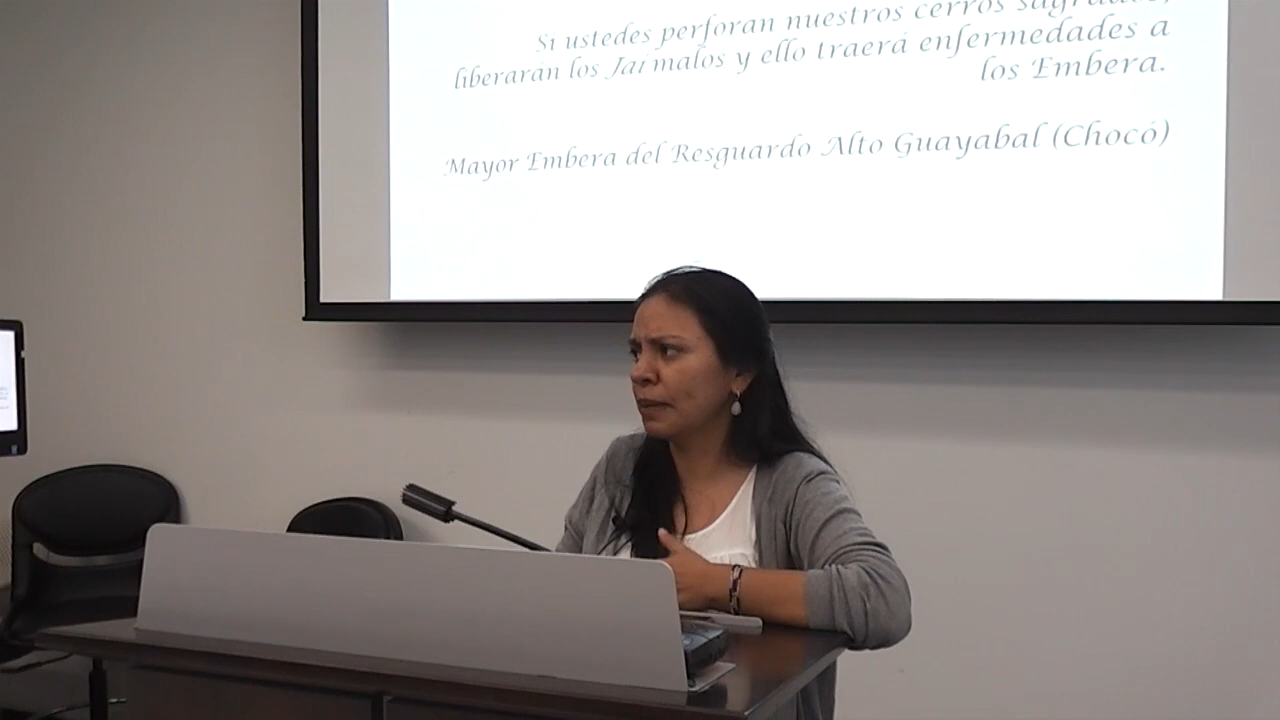 Si ustedes perforan nuestros cerros sagrados,
liberarán los Jai malos y ello traerá enfermedades a
los Embera.
Mayor Embera del Resguardo Alto Guayabal (Chocó)